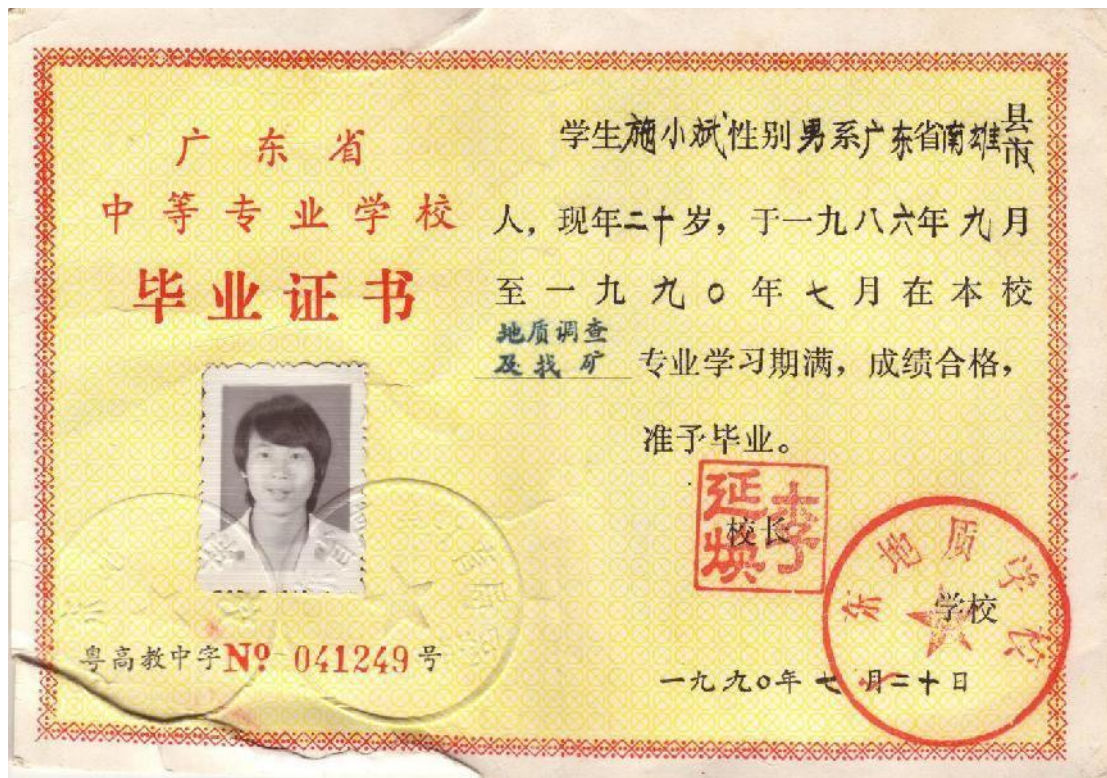 广东省
中等专业学校
毕业证书
粤高教中字№ 041249号
学生施小斌性别男系广东省南雄县市
人，现年二十岁，于一九八六年九月
至一九九〇年七月在本校
地质调查
及找矿 专业学习期满，成绩合格，
准予毕业。
李延焕
校长
广东地质学校
学校
一九九〇年七月二十日